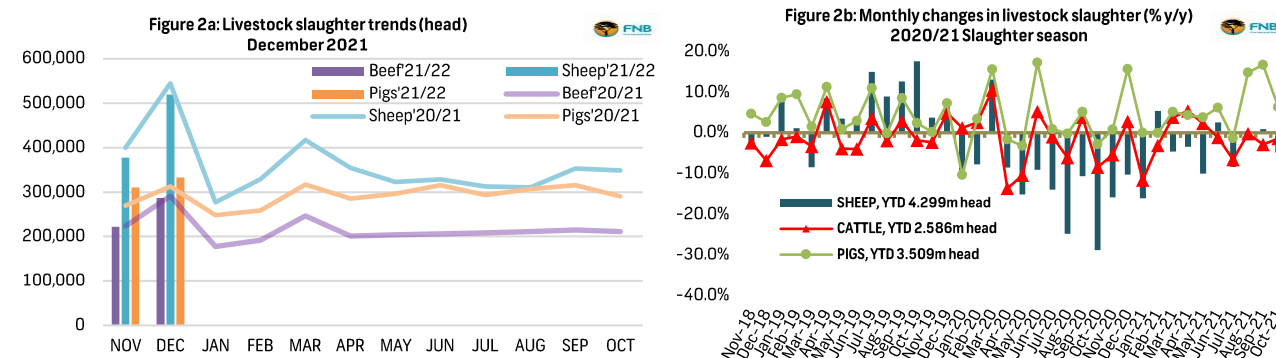 Figure 2a: Livestock slaughter trends (head)
December 2021
FNB
600,000
500,000
400,000
300,000
200,000
100,000
0
Beef'21/22
Sheep'21/22
Pigs'21/22
Beef'20/21
Sheep'20/21
Pigs'20/21
NOV DEC JAN FEB MAR APR MAY JUN JUL AUG SEP OCT
Figure 2b: Monthly changes in livestock slaughter (% y/y)
2020/21 Slaughter season
FNB
20.0%
10.0%
0.0%
-10.0%
-20.0%
-30.0%
-40.0%
SHEEP, YTD 4.299m head
CATTLE, YTD 2.586m head
PIGS, YTD 3.509m head
Nov-18
Dec-18
Jan-19
Feb-19
Mar-19
Apr-19
May-19
Jun-19
Jul-19
Aug-19
Sep-19
Oct-19
Nov-19
Dec-19
Jan-20
Feb-20
Mar-20
Apr-20
May-20
Jun-20
Jul-20
Aug-20
Sep-20
Oct-20
Nov-20
Dec-20
Jan-21
Feb-21
Mar-21
Apr-21
May-21
Jun-21
Jul-21
Aug-21
Sep-21
Oct-21